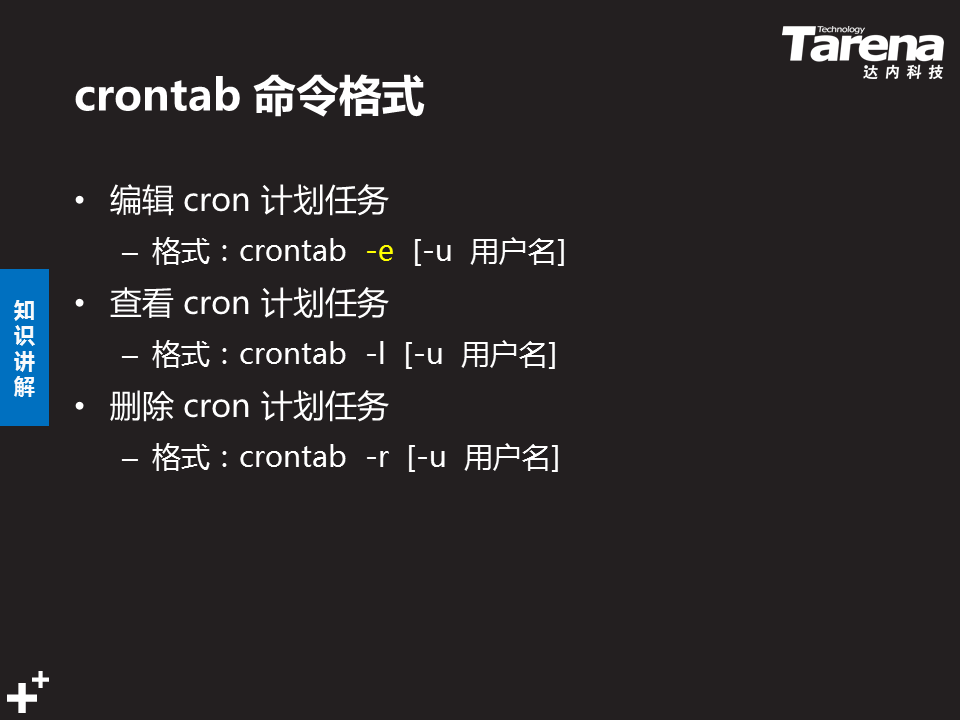 Technology
Tarena
达内科技
crontab 命令格式
• 编辑 cron 计划任务
– 格式：crontab -e [-u 用户名]
• 查看 cron 计划任务
– 格式：crontab -l [-u 用户名]
• 删除 cron 计划任务
– 格式：crontab -r [-u 用户名]
知
识
讲
解